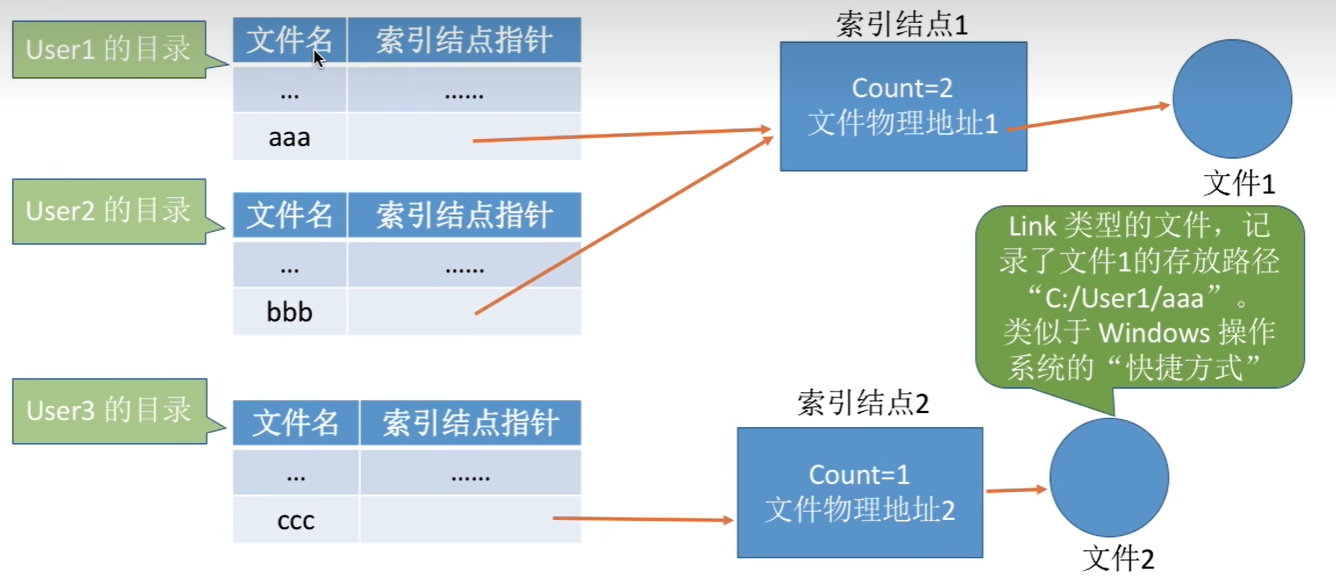 User1 的目录
文件名 索引结点指针
... ......
aaa
User2 的目录
文件名 索引结点指针
... ......
bbb
User3 的目录
文件名 索引结点指针
... ......
ccc
索引结点1
Count=2
文件物理地址1
文件1
Link 类型的文件，记
录了文件1的存放路径
“C:/User1/aaa”。
类似于 Windows 操作
系统的“快捷方式”
索引结点2
Count=1
文件物理地址2
文件2